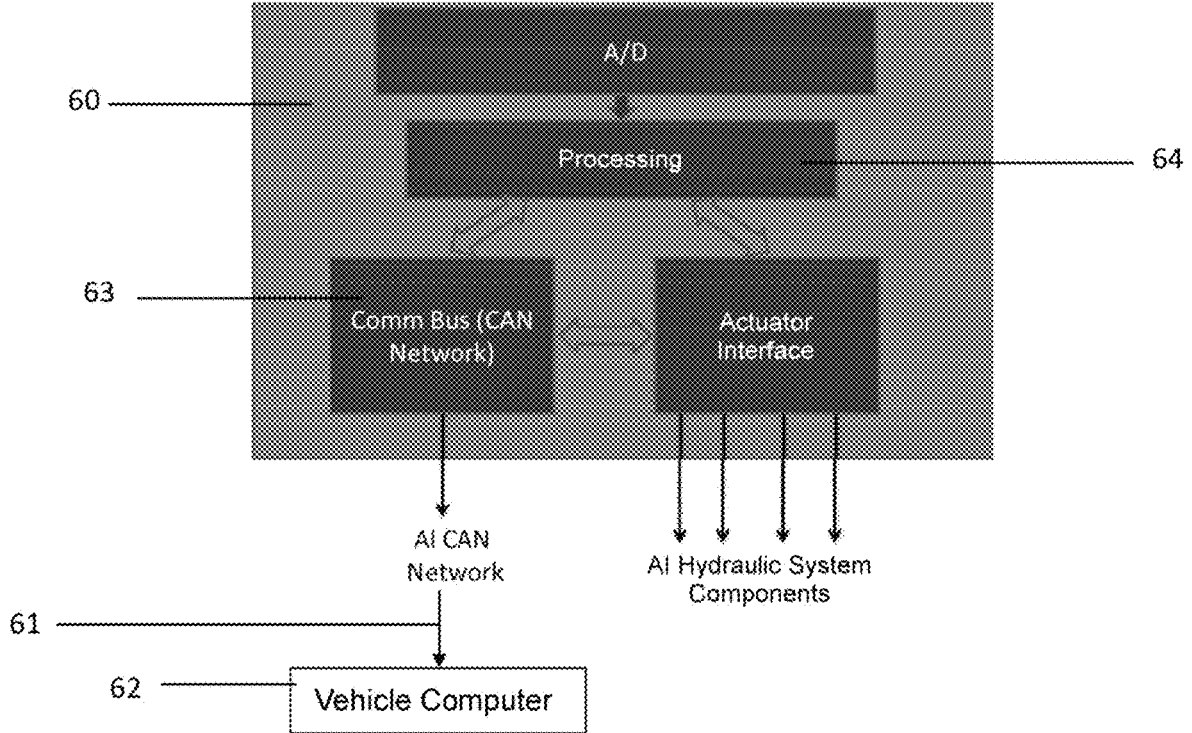 A/D
60
Processing
64
63
Comm Bus (CAN
Network)
Actuator
Interface
AI CAN
Network
AI Hydraulic System
Components
61
62
Vehicle Computer